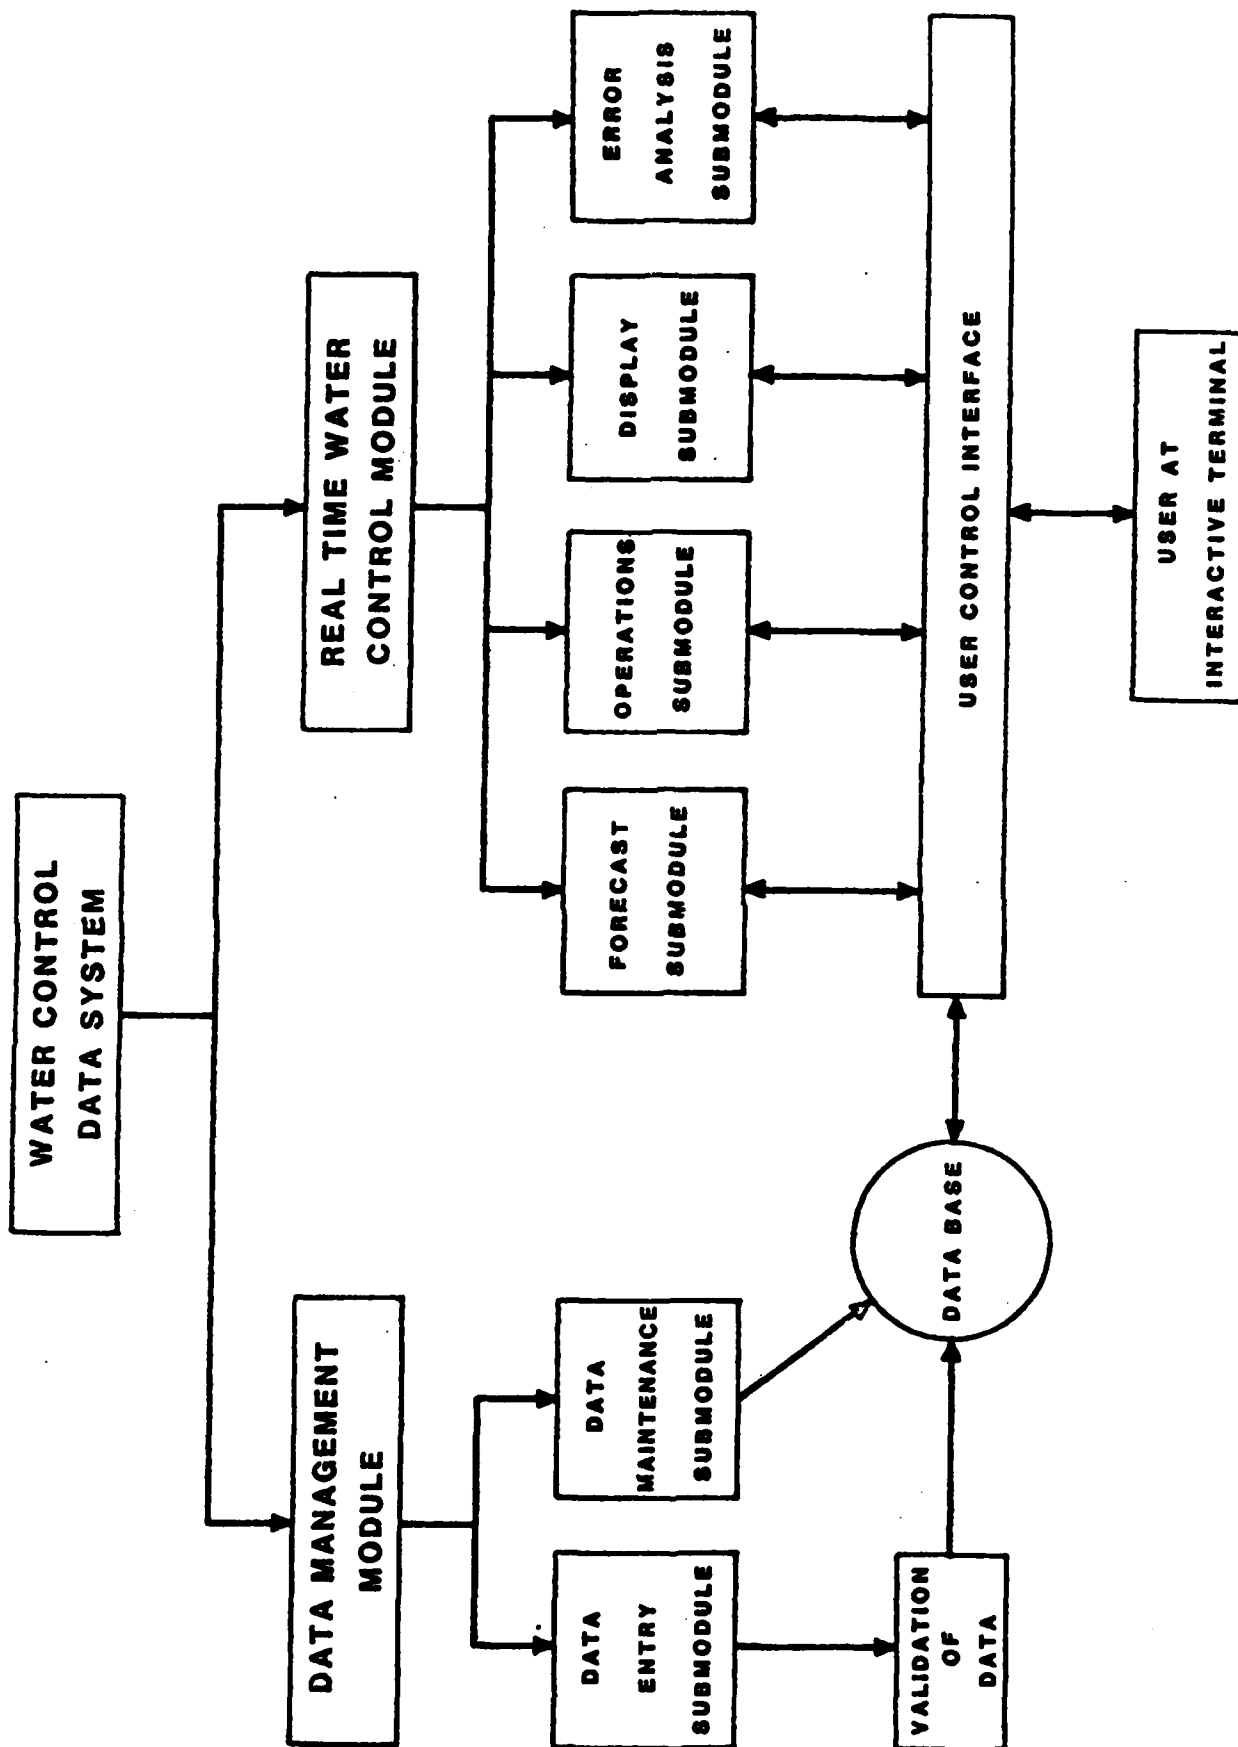 WATER CONTROL
DATA SYSTEM
DATA MANAGEMENT
MODULE
REAL TIME WATER
CONTROL MODULE
DATA
ENTRY
SUBMODULE
DATA
MAINTENANCE
SUBMODULE
FORECAST
SUBMODULE
OPERATIONS
SUBMODULE
DISPLAY
SUBMODULE
ERROR
ANALYSIS
SUBMODULE
VALIDATION
OF
DATA
DATA BASE
USER CONTROL INTERFACE
USER AT
INTERACTIVE TERMINAL